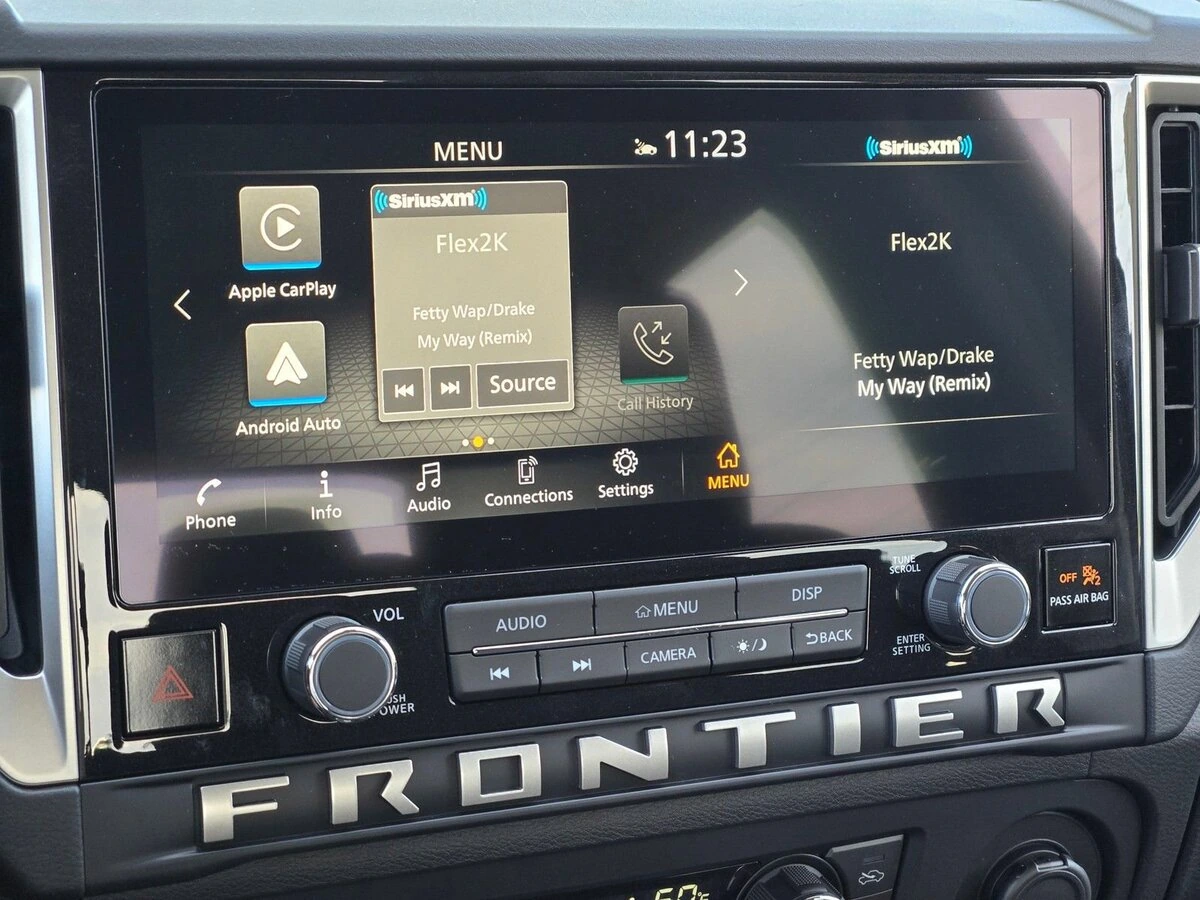 MENU
11:23
SiriusXM
Apple CarPlay
Android Auto
SiriusXM
Flex2K
Fetty Wap/Drake
My Way (Remix)
Source
Call History
Flex2K
Fetty Wap/Drake
My Way (Remix)
Phone
Info
Audio
Connections
Settings
MENU
VOL
AUDIO
MENU
DISP
CAMERA
BACK
TUNE
SCROLL
ENTER
SETTING
OFF
2
PASS AIR BAG
FRONTIER
60°F